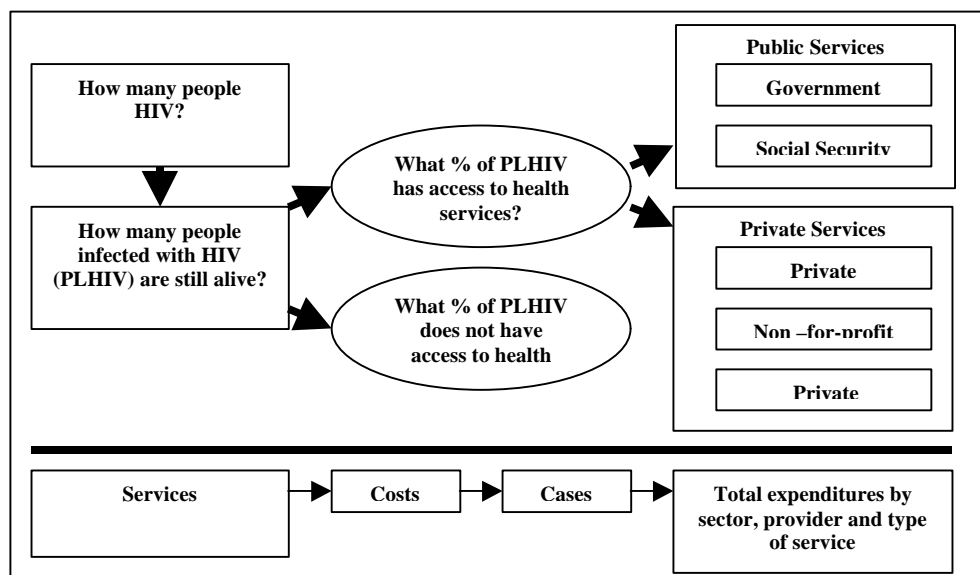 How many people
HIV?
How many people
infected with HIV
(PLHIV) are still alive?
What % of PLHIV
has access to health
services?
What % of PLHIV
does not have
access to health
Public Services
Government
Social Security
Private Services
Private
Non –for-profit
Private
Services
Costs
Cases
Total expenditures by
sector, provider and type
of service